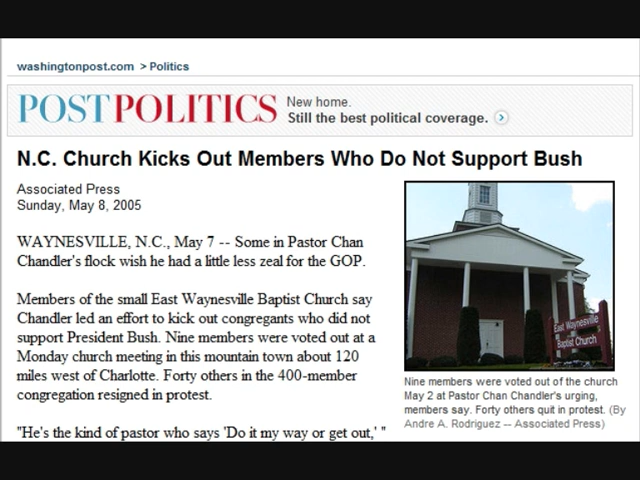 washingtonpost.com > Politics
POSTPOLITICS New home.
Still the best political coverage.
N.C. Church Kicks Out Members Who Do Not Support Bush
Associated Press
Sunday, May 8, 2005
WAYNESVILLE, N.C., May 7 -- Some in Pastor Chan
Chandler's flock wish he had a little less zeal for the GOP.
Members of the small East Waynesville Baptist Church say
Chandler led an effort to kick out congregants who did not
support President Bush. Nine members were voted out at a
Monday church meeting in this mountain town about 120
miles west of Charlotte. Forty others in the 400-member
congregation resigned in protest.
"He's the kind of pastor who says 'Do it my way or get out,' "
East Waynesville
Baptist Church
Nine members were voted out of the church
May 2 at Pastor Chan Chandler's urging,
members say. Forty others quit in protest. (By
Andre A. Rodriguez -- Associated Press)